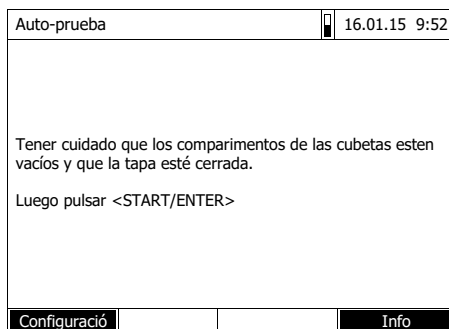 Auto-prueba
16.01.15 9:52
Tener cuidado que los comparimentos de las cubetas esten
vacíos y que la tapa esté cerrada.
Luego pulsar <START/ENTER>
Configuració
Info